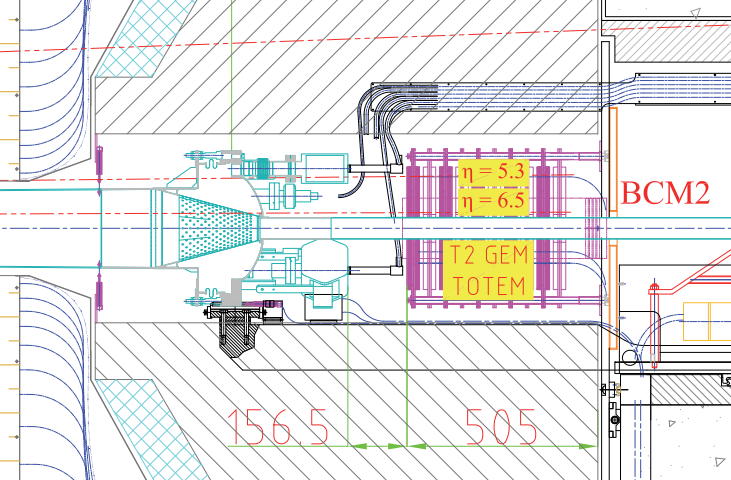 η = 5.3
η = 6.5
BCM2
T2 GEM
TOTEM
156,5
505